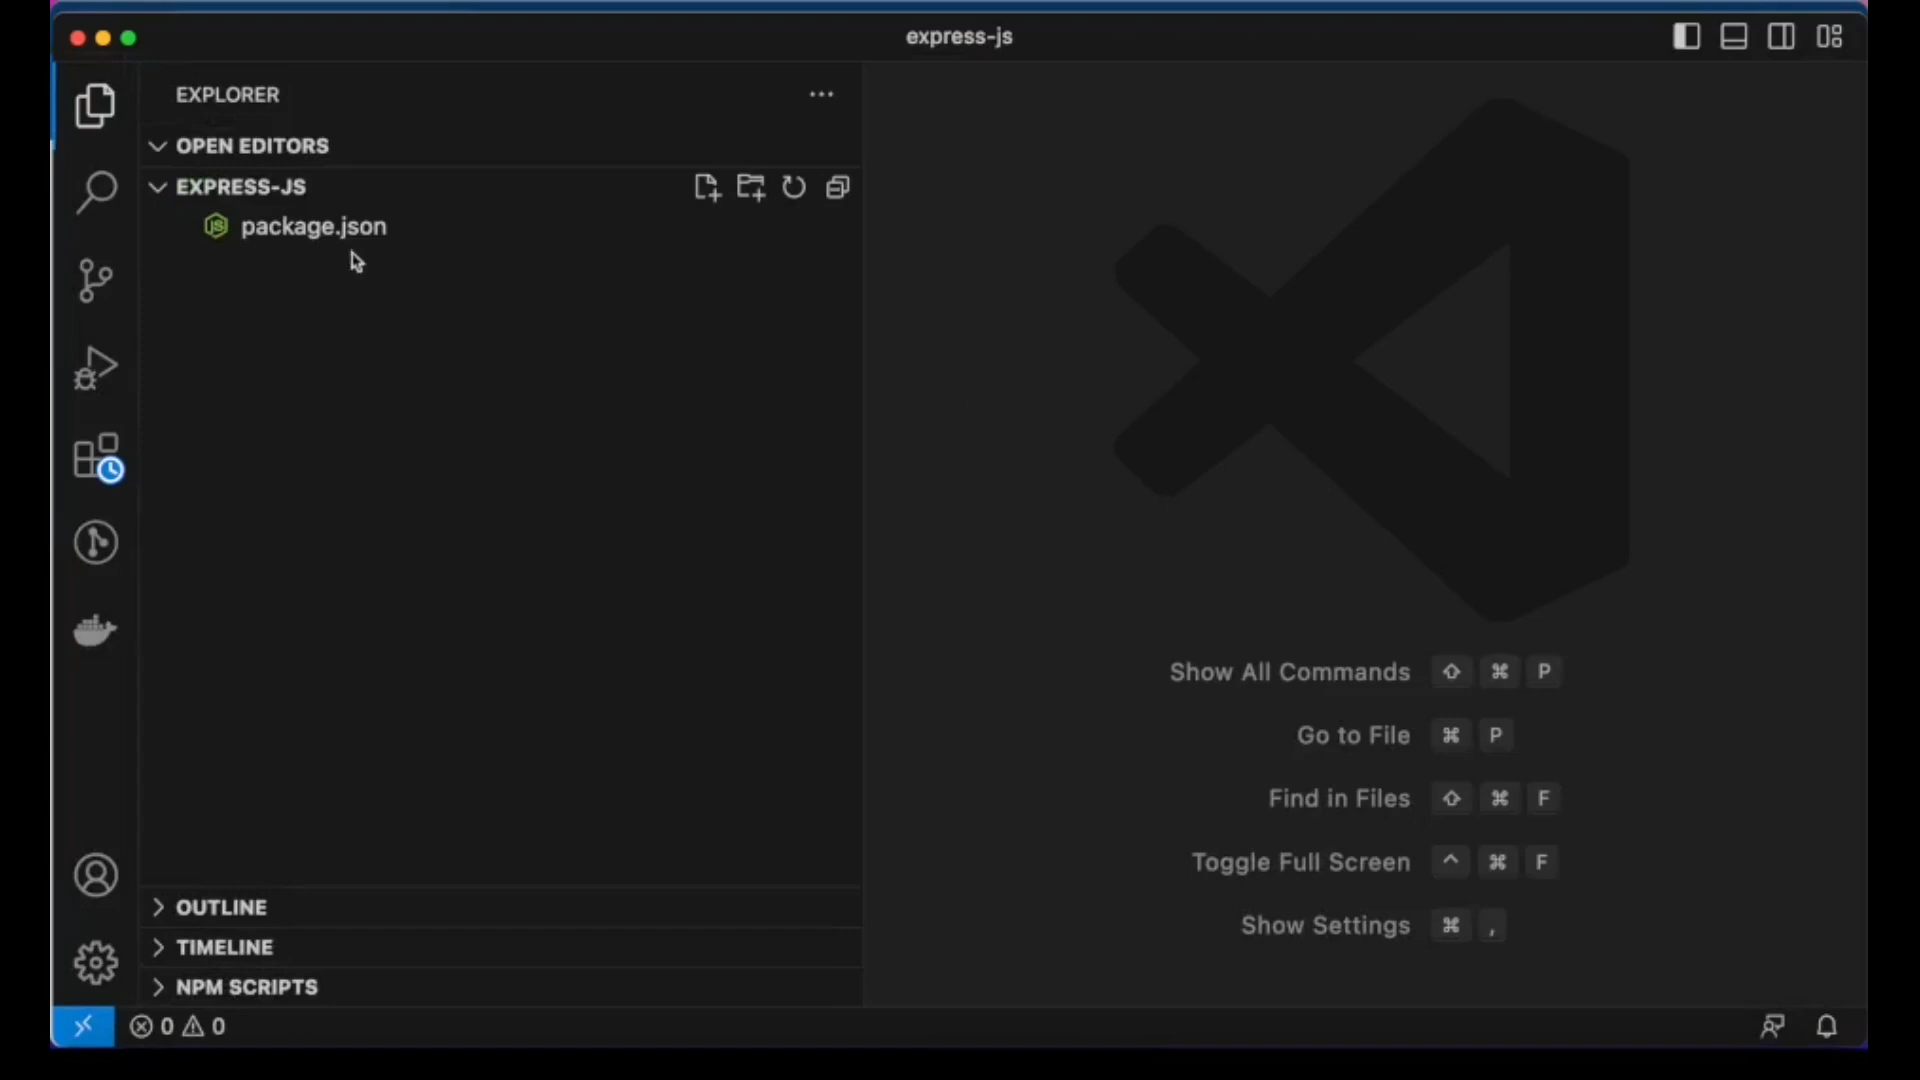 express-js
EXPLORER
OPEN EDITORS
EXPRESS-JS
package.json
Show All Commands ⇧ ⌘ P
Go to File ⌘ P
Find in Files ⇧ ⌘ F
Toggle Full Screen ^ ⌘ F
Show Settings ⌘ ,
OUTLINE
TIMELINE
NPM SCRIPTS
0 0